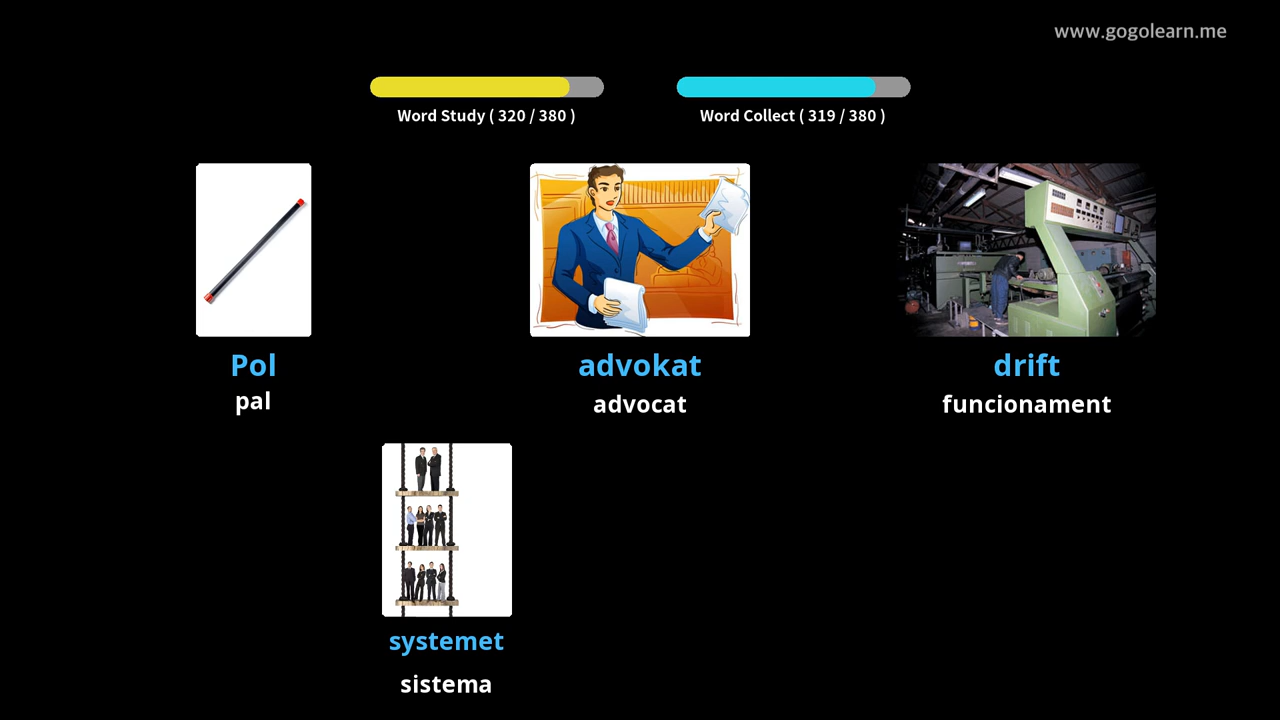 www.gogolearn.me
Word Study ( 320 / 380 )
Word Collect ( 319 / 380 )
Pol
pal
advokat
advocat
drift
funcionament
systemet
sistema